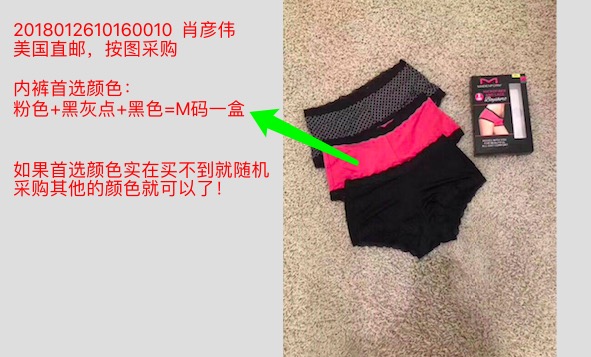 2018012610160010 肖彦伟
美国直邮，按图采购
内裤首选颜色：
粉色+黑灰点+黑色=M码一盒
如果首选颜色实在买不到就随机
采购其他的颜色就可以了！
MAIDENFORM